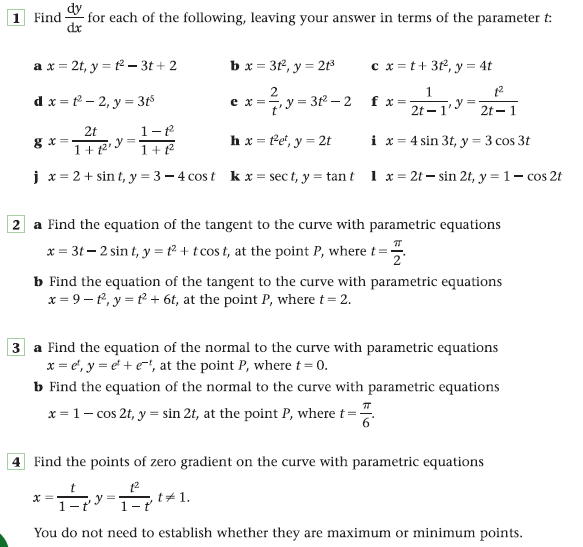 1 Find dy/dx for each of the following, leaving your answer in terms of the parameter t:
a x = 2t, y = t² − 3t + 2 b x = 3t², y = 2t³ c x = t + 3t², y = 4t
d x = t² − 2, y = 3t⁵ e x = 2/t, y = 3t² − 2 f x = 1/(2t − 1), y = t²/(2t − 1)
g x = 2t/(1 + t²), y = (1 − t²)/(1 + t²) h x = t²eᵗ, y = 2t i x = 4 sin 3t, y = 3 cos 3t
j x = 2 + sin t, y = 3 − 4 cos t k x = sec t, y = tan t l x = 2t − sin 2t, y = 1 − cos 2t
2 a Find the equation of the tangent to the curve with parametric equations
x = 3t − 2 sin t, y = t² + t cos t, at the point P, where t = π/2.
b Find the equation of the tangent to the curve with parametric equations
x = 9 − t², y = t² + 6t, at the point P, where t = 2.
3 a Find the equation of the normal to the curve with parametric equations
x = eᵗ, y = eᵗ + e⁻ᵗ, at the point P, where t = 0.
b Find the equation of the normal to the curve with parametric equations
x = 1 − cos 2t, y = sin 2t, at the point P, where t = π/6.
4 Find the points of zero gradient on the curve with parametric equations
x = t/(1 − t), y = t²/(1 − t), t ≠ 1.
You do not need to establish whether they are maximum or minimum points.